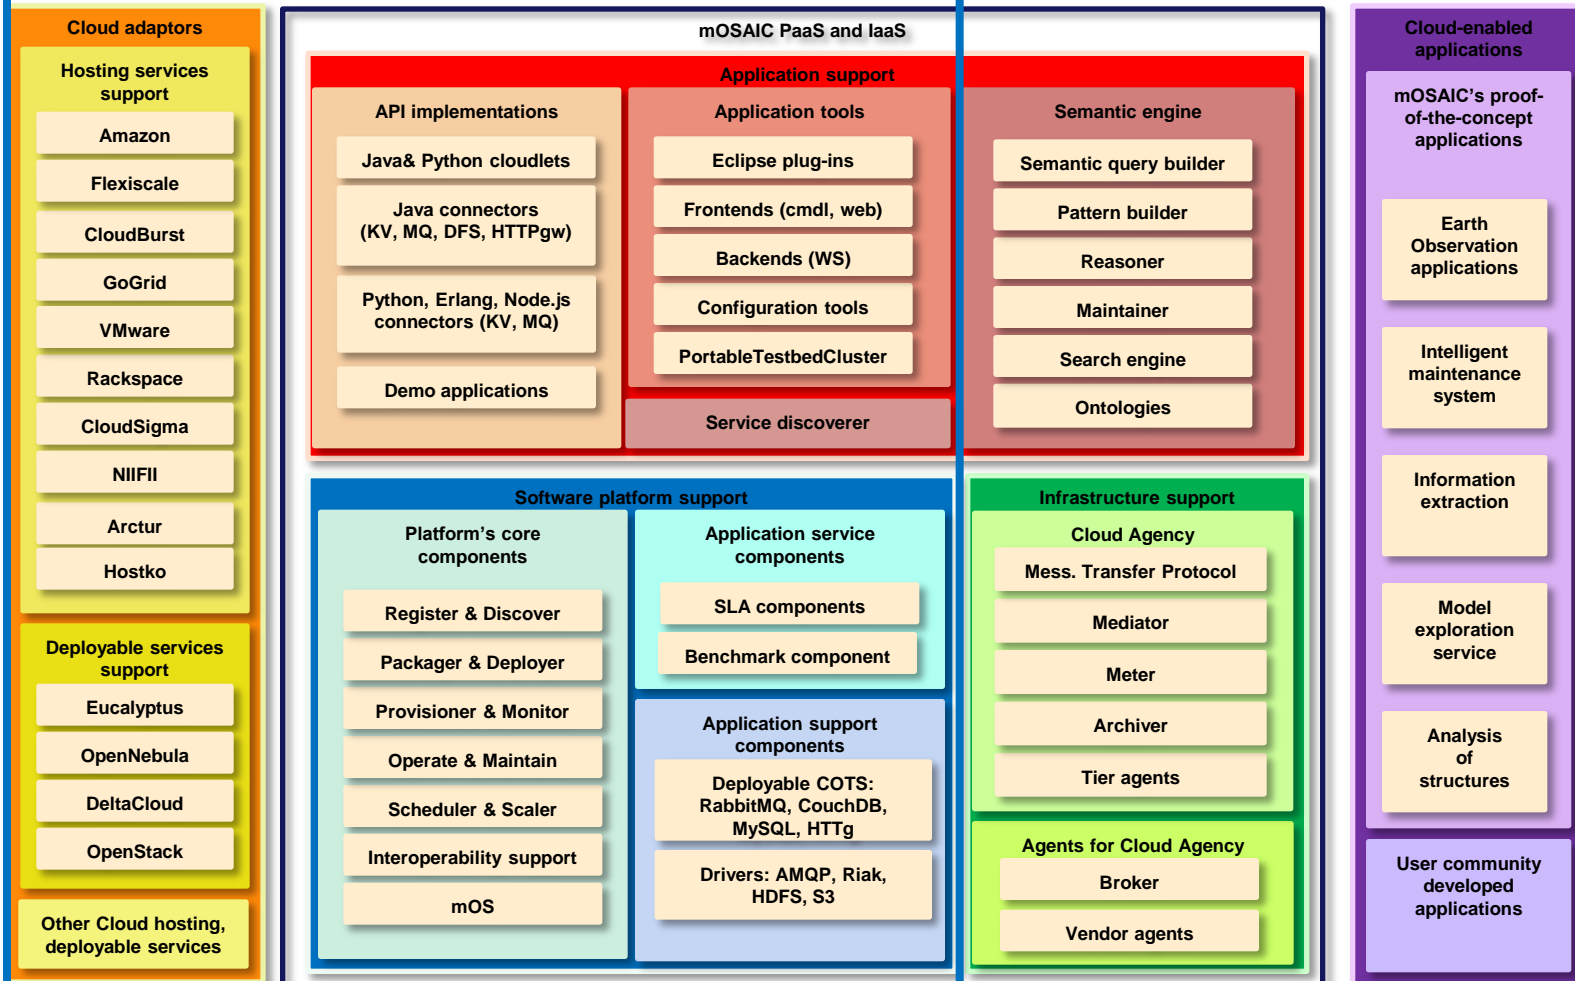 Cloud adaptors
Hosting services
support
Amazon
Flexiscale
CloudBurst
GoGrid
VMware
Rackspace
CloudSigma
NIIFII
Arctur
Hostko
Deployable services
support
Eucalyptus
OpenNebula
DeltaCloud
OpenStack
Other Cloud hosting,
deployable services
mOSAIC PaaS and IaaS
Application support
API implementations
Java& Python cloudlets
Java connectors
(KV, MQ, DFS, HTTPgw)
Python, Erlang, Node.js
connectors (KV, MQ)
Demo applications
Application tools
Eclipse plug-ins
Frontends (cmdl, web)
Backends (WS)
Configuration tools
PortableTestbedCluster
Service discoverer
Semantic engine
Semantic query builder
Pattern builder
Reasoner
Maintainer
Search engine
Ontologies
Software platform support
Platform’s core
components
Register & Discover
Packager & Deployer
Provisioner & Monitor
Operate & Maintain
Scheduler & Scaler
Interoperability support
mOS
Application service
components
SLA components
Benchmark component
Application support
components
Deployable COTS:
RabbitMQ, CouchDB,
MySQL, HTTg
Drivers: AMQP, Riak,
HDFS, S3
Infrastructure support
Cloud Agency
Mess. Transfer Protocol
Mediator
Meter
Archiver
Tier agents
Agents for Cloud Agency
Broker
Vendor agents
Cloud-enabled
applications
mOSAIC’s proof-
of-the-concept
applications
Earth
Observation
applications
Intelligent
maintenance
system
Information
extraction
Model
exploration
service
Analysis
of
structures
User community
developed
applications